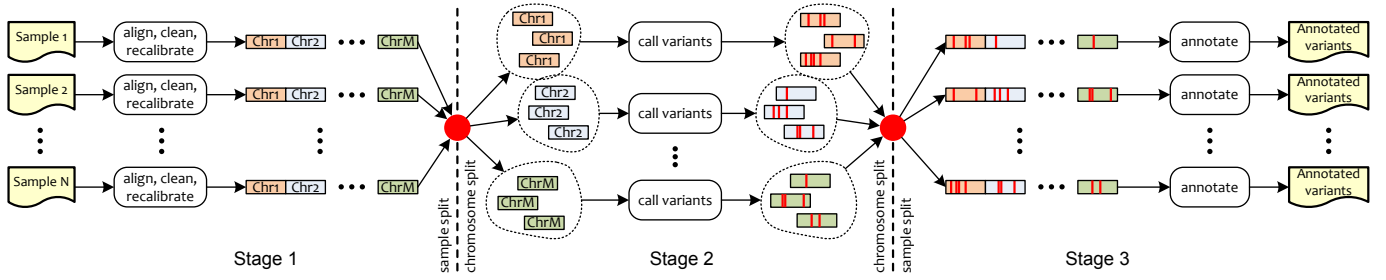 Sample 1
align, clean,
recalibrate
Chr1 Chr2 ChrM
Sample 2
align, clean,
recalibrate
Chr1 Chr2 ChrM
Sample N
align, clean,
recalibrate
Chr1 Chr2 ChrM
Stage 1
sample split
chromosome split
Chr1
Chr1
Chr1
call variants
Chr2
Chr2
Chr2
call variants
ChrM
ChrM
ChrM
call variants
Stage 2
chromosome split
sample split
annotate
Annotated
variants
annotate
Annotated
variants
annotate
Annotated
variants
Stage 3